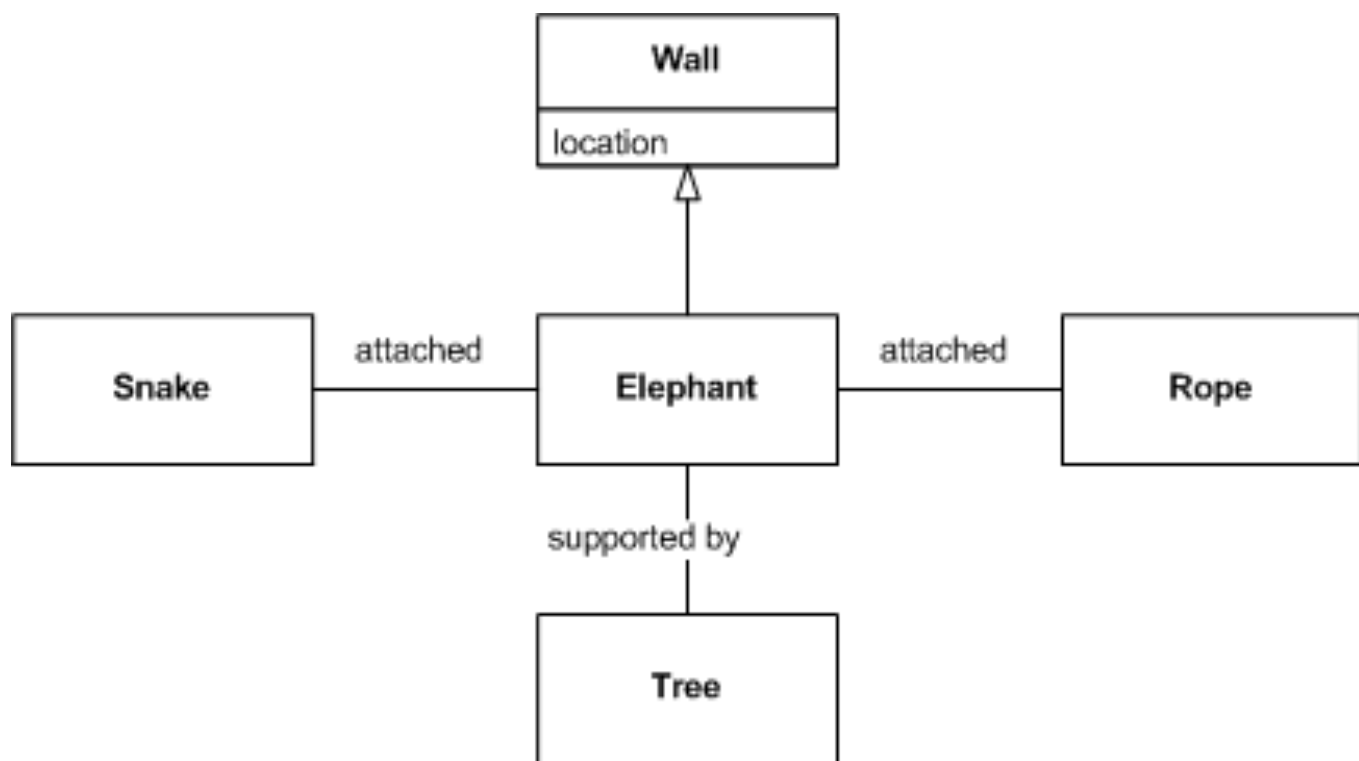 Wall
location
attached
attached
Snake
Elephant
Rope
supported by
Tree